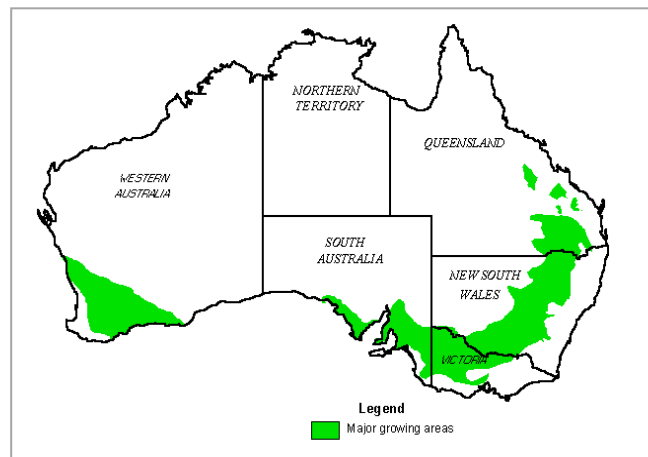 NORTHERN
TERRITORY
QUEENSLAND
WESTERN
AUSTRALIA
SOUTH
AUSTRALIA
NEW SOUTH
WALES
VICTORIA
Legend
Major growing areas